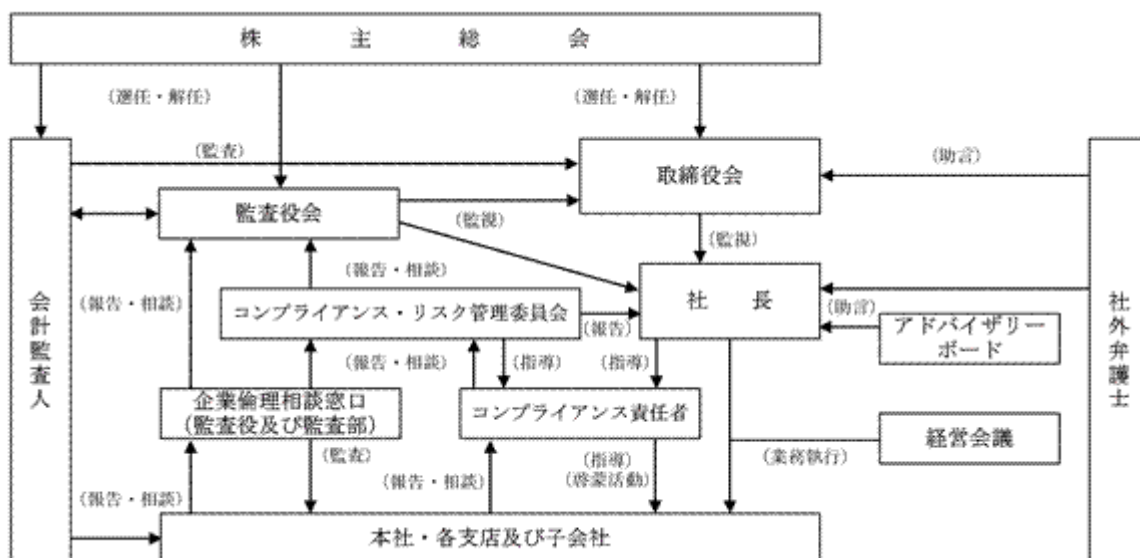 株主総会
（選任・解任）
（選任・解任）
（監査）
取締役会
（助言）
監査役会
（監視）
（監視）
（報告・相談）
（報告・相談）
社長
コンプライアンス・リスク管理委員会
（報告）
（助言）
アドバイザリー
ボード
会計監査人
社外弁護士
（報告・相談）
（指導）
（指導）
企業倫理相談窓口
（監査役及び監査部）
コンプライアンス責任者
経営会議
（監査）
（指導）
（啓蒙活動）
（業務執行）
（報告・相談）
（報告・相談）
本社・各支店及び子会社